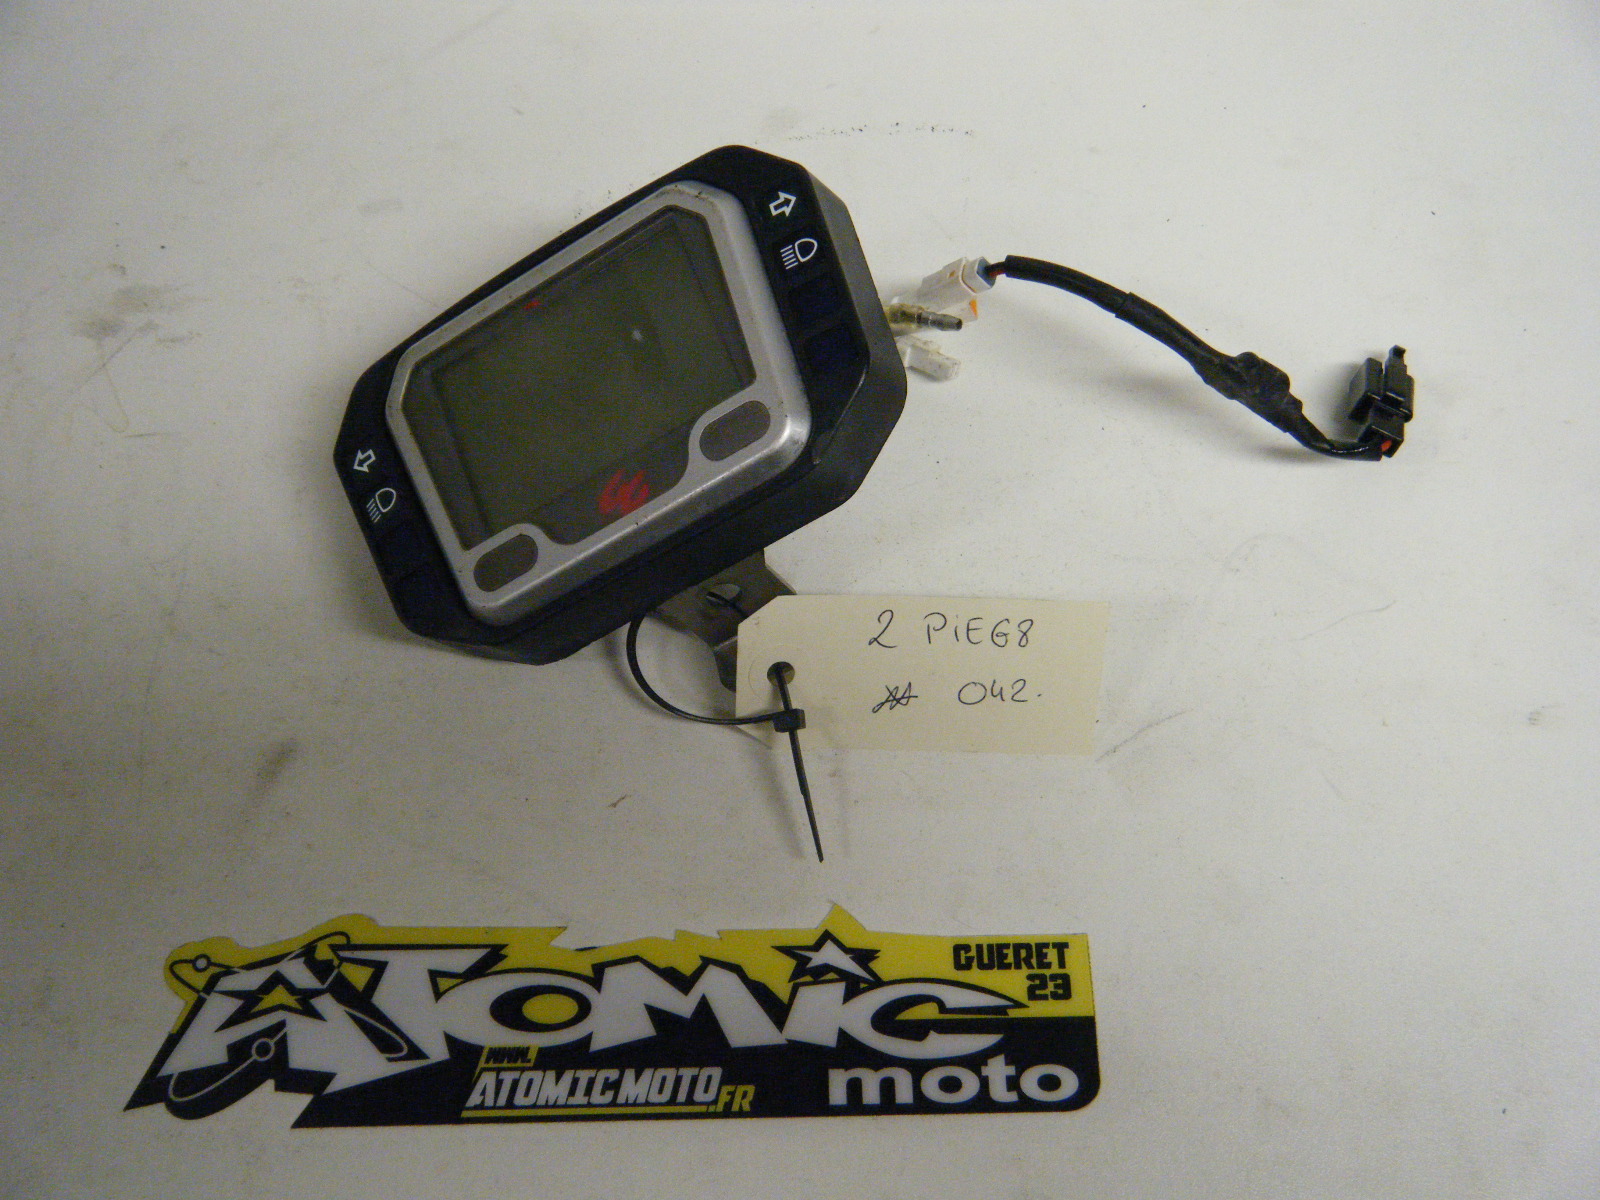 2 PiEG8
042.
ATOMIC
GUERET
23
WWW.
ATOMICMOTO.FR
moto